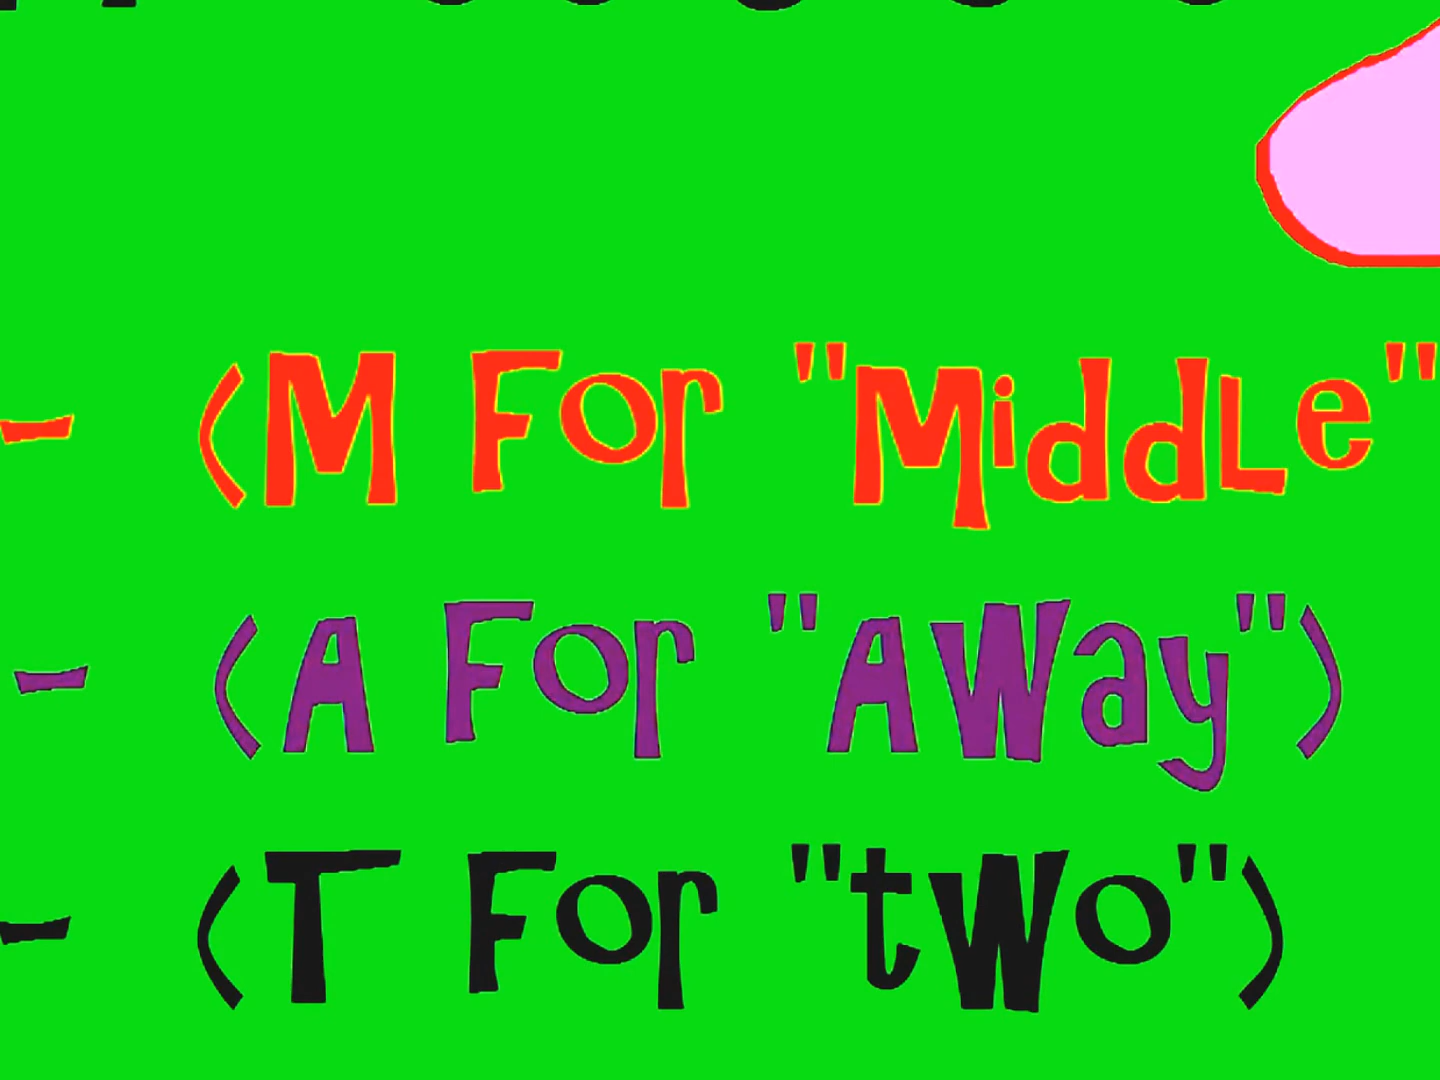 - (M For "Middle"
- (A For "AWay")
- (T For "tWo")